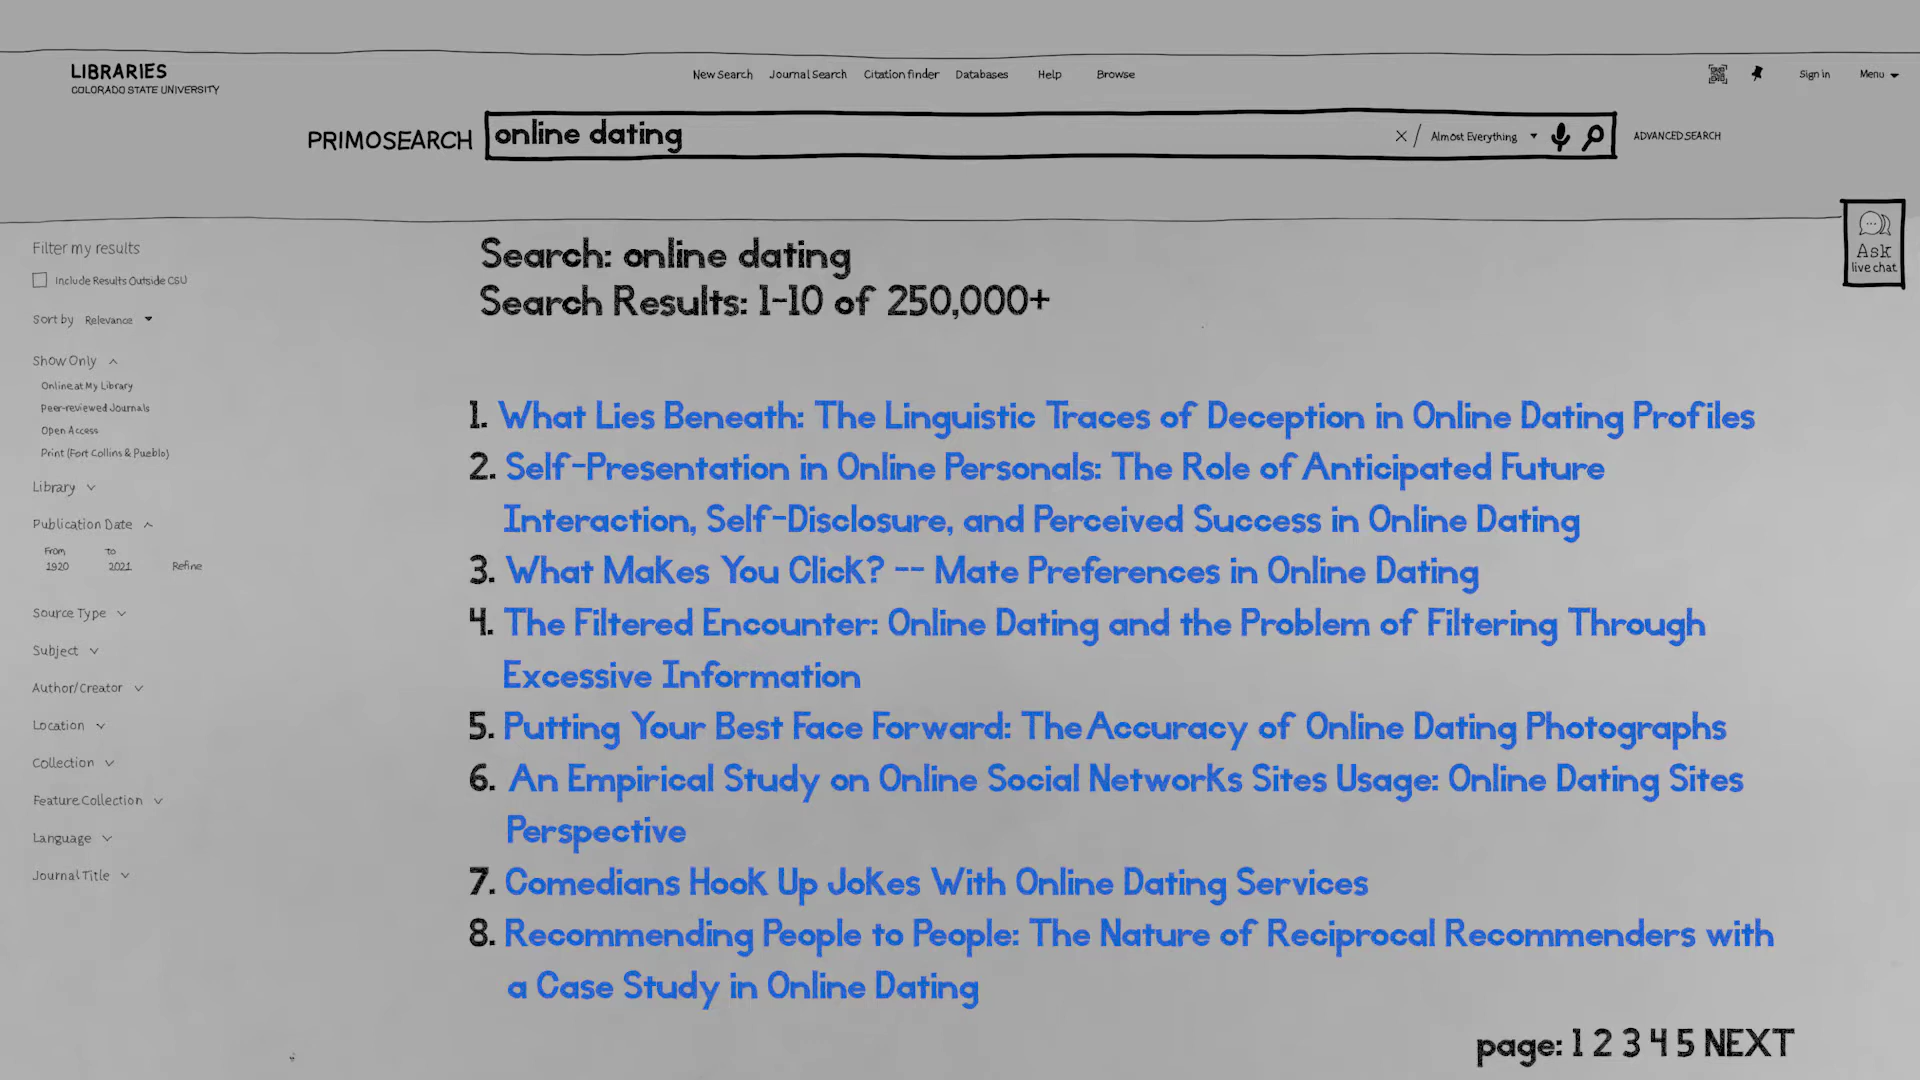 LIBRARIES
COLORADO STATE UNIVERSITY
New Search Journal Search Citation finder Databases Help Browse
Sign in Menu
PRIMOSEARCH online dating Almost Everything ADVANCED SEARCH
Ask
live chat
Filter my results
Include Results Outside CSU
Sort by Relevance
Show Only
Online at My Library
Peer-reviewed Journals
Open Access
Print (Fort Collins & Pueblo)
Library
Publication Date
From to
1920 2021 Refine
Source Type
Subject
Author/Creator
Location
Collection
Feature Collection
Language
Journal Title
Search: online dating
Search Results: 1-10 of 250,000+
1. What Lies Beneath: The Linguistic Traces of Deception in Online Dating Profiles
2. Self-Presentation in Online Personals: The Role of Anticipated Future
Interaction, Self-Disclosure, and Perceived Success in Online Dating
3. What Makes You Click? -- Mate Preferences in Online Dating
4. The Filtered Encounter: Online Dating and the Problem of Filtering Through
Excessive Information
5. Putting Your Best Face Forward: The Accuracy of Online Dating Photographs
6. An Empirical Study on Online Social Networks Sites Usage: Online Dating Sites
Perspective
7. Comedians Hook Up Jokes With Online Dating Services
8. Recommending People to People: The Nature of Reciprocal Recommenders with
a Case Study in Online Dating
page: 1 2 3 4 5 NEXT